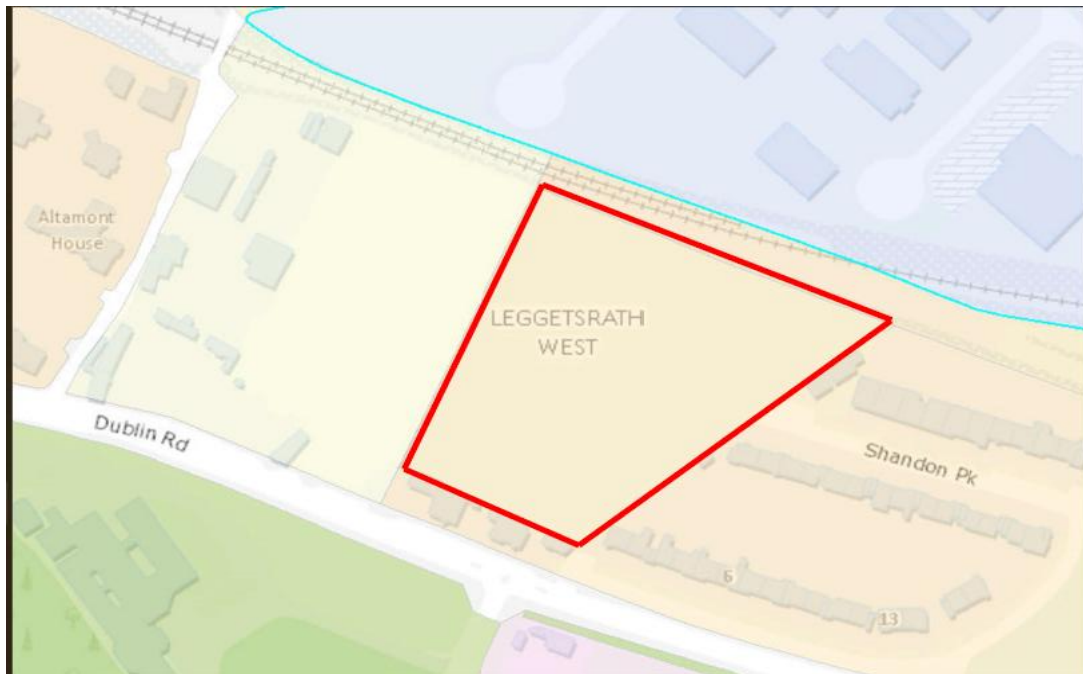 Altamont
House
LEGGETSRATH
WEST
Dublin Rd
Shandon Pk
6
13